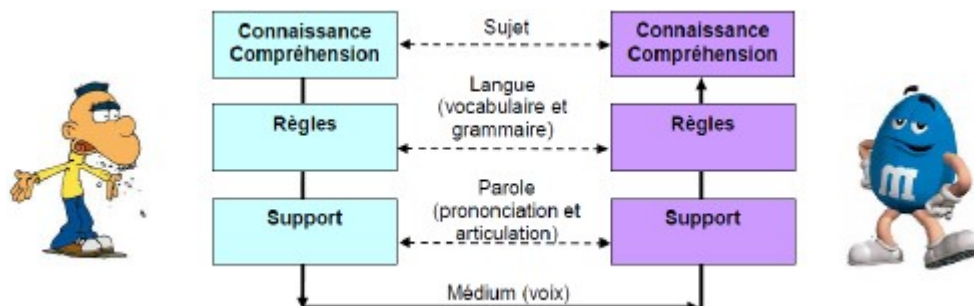 Connaissance
Compréhension
Sujet
Connaissance
Compréhension
Langue
(vocabulaire et
grammaire)
Règles
Règles
Parole
(prononciation et
articulation)
Support
Support
Médium (voix)
m